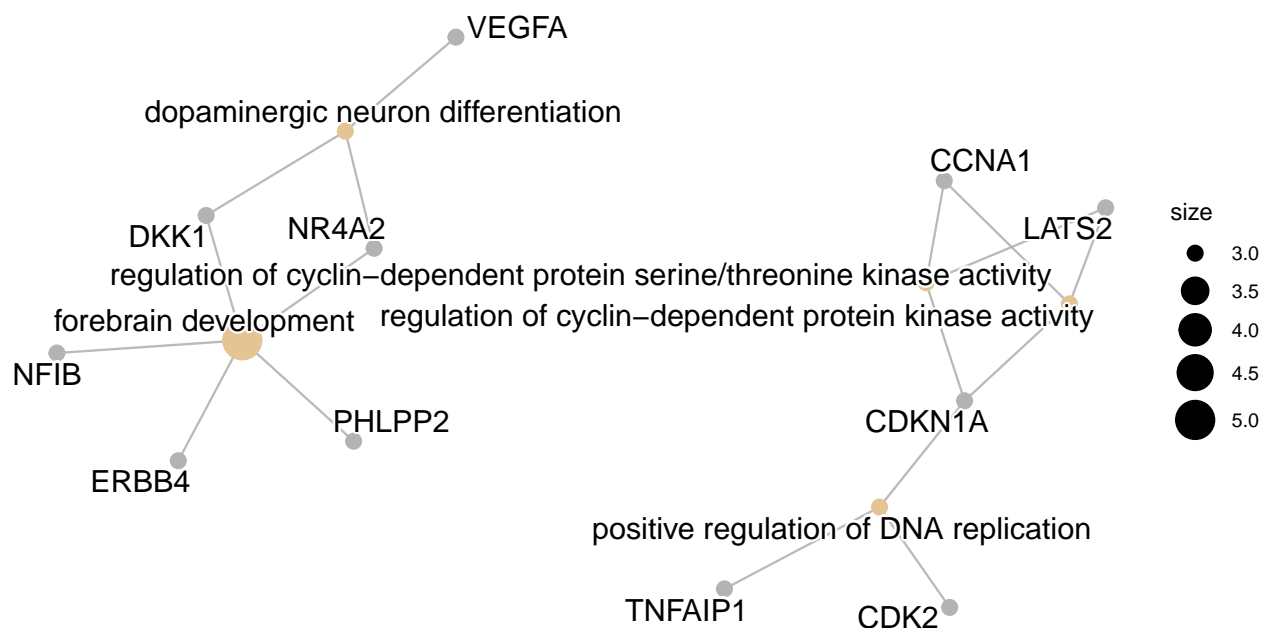 VEGFA
dopaminergic neuron differentiation
CCNA1
size
LATS2
NR4A2
DKK1
3.0
regulation of cyclin−dependent protein serine/threonine kinase activity
3.5
regulation of cyclin−dependent protein kinase activity
forebrain development
4.0
NFIB
4.5
PHLPP2
CDKN1A
5.0
ERBB4
positive regulation of DNA replication
TNFAIP1
CDK2